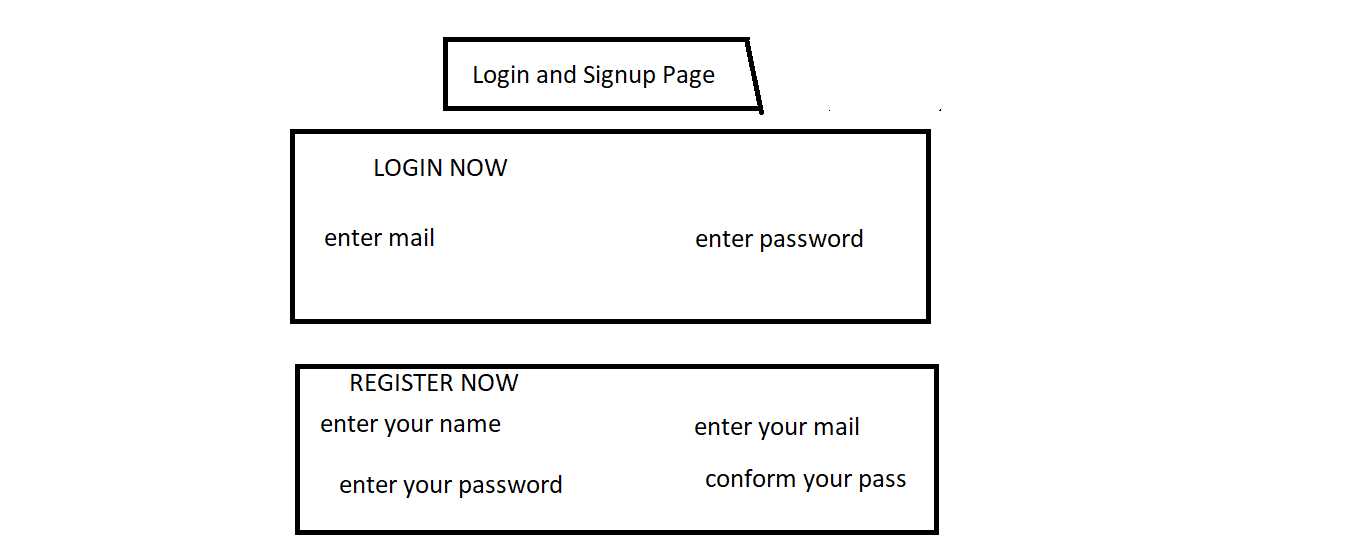 Login and Signup Page
LOGIN NOW
enter mail
enter password
REGISTER NOW
enter your name
enter your mail
enter your password
conform your pass